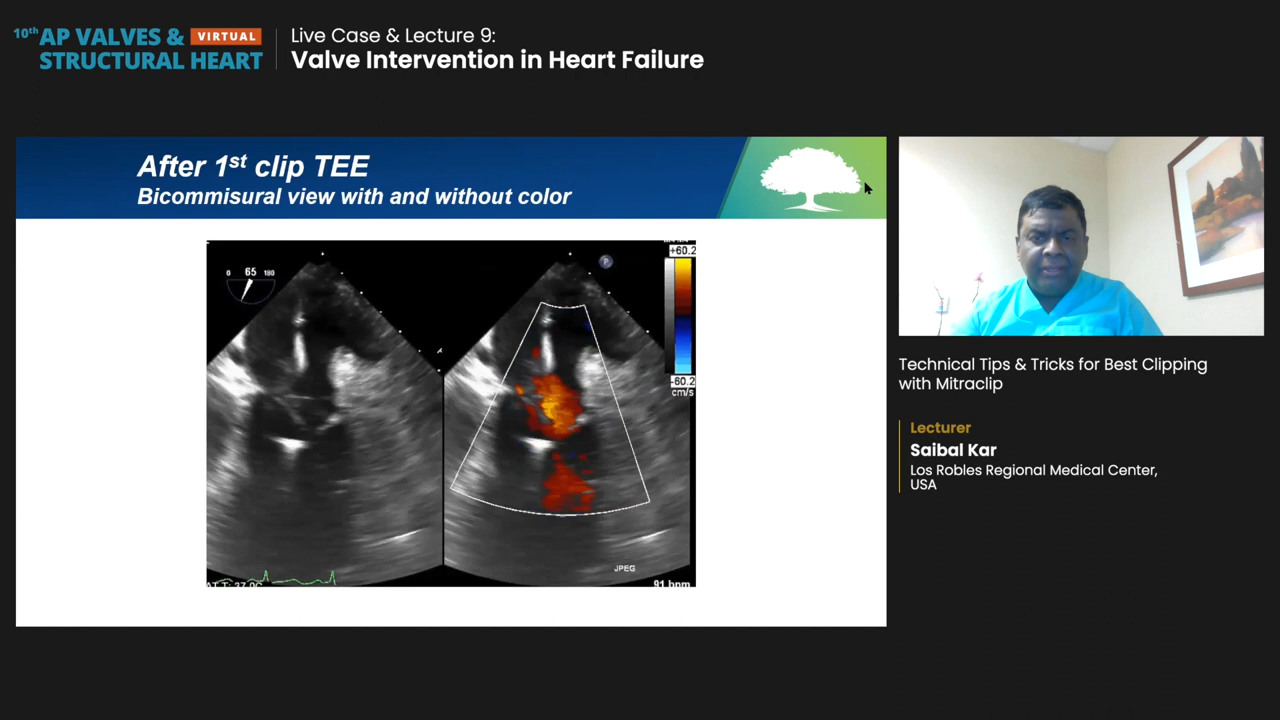 10th AP VALVES & VIRTUAL
STRUCTURAL HEART
Live Case & Lecture 9:
Valve Intervention in Heart Failure
After 1st clip TEE
Bicommisural view with and without color
0 65 180
P
+60.2
-60.2
cm/s
JPEG
91 bpm
Technical Tips & Tricks for Best Clipping
with Mitraclip
Lecturer
Saibal Kar
Los Robles Regional Medical Center,
USA